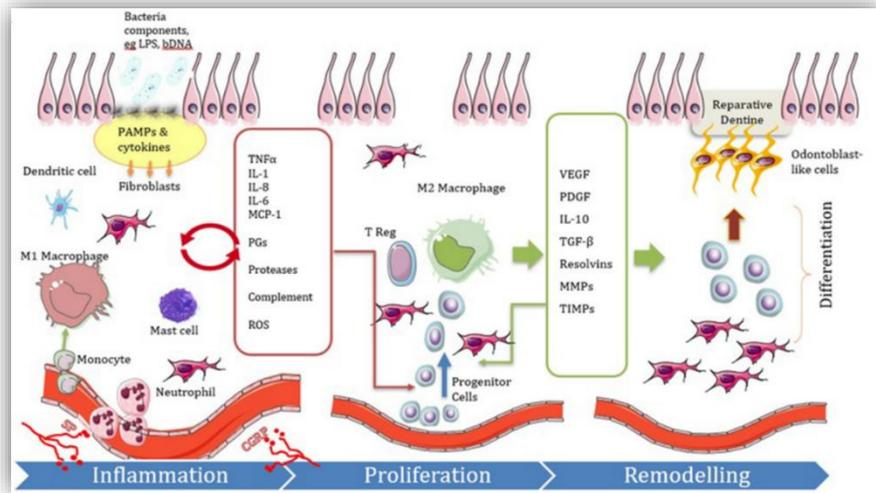 Bacteria
components,
eg LPS, bDNA
PAMPs &
cytokines
Dendritic cell
Fibroblasts
M1 Macrophage
Mast cell
Monocyte
Neutrophil
SP
CGRP
TNFα
IL-1
IL-8
IL-6
MCP-1
PGs
Proteases
Complement
ROS
M2 Macrophage
T Reg
Progenitor
Cells
VEGF
PDGF
IL-10
TGF-β
Resolvins
MMPs
TIMPs
Reparative
Dentine
Odontoblast-
like cells
Differentiation
Inflammation
Proliferation
Remodelling